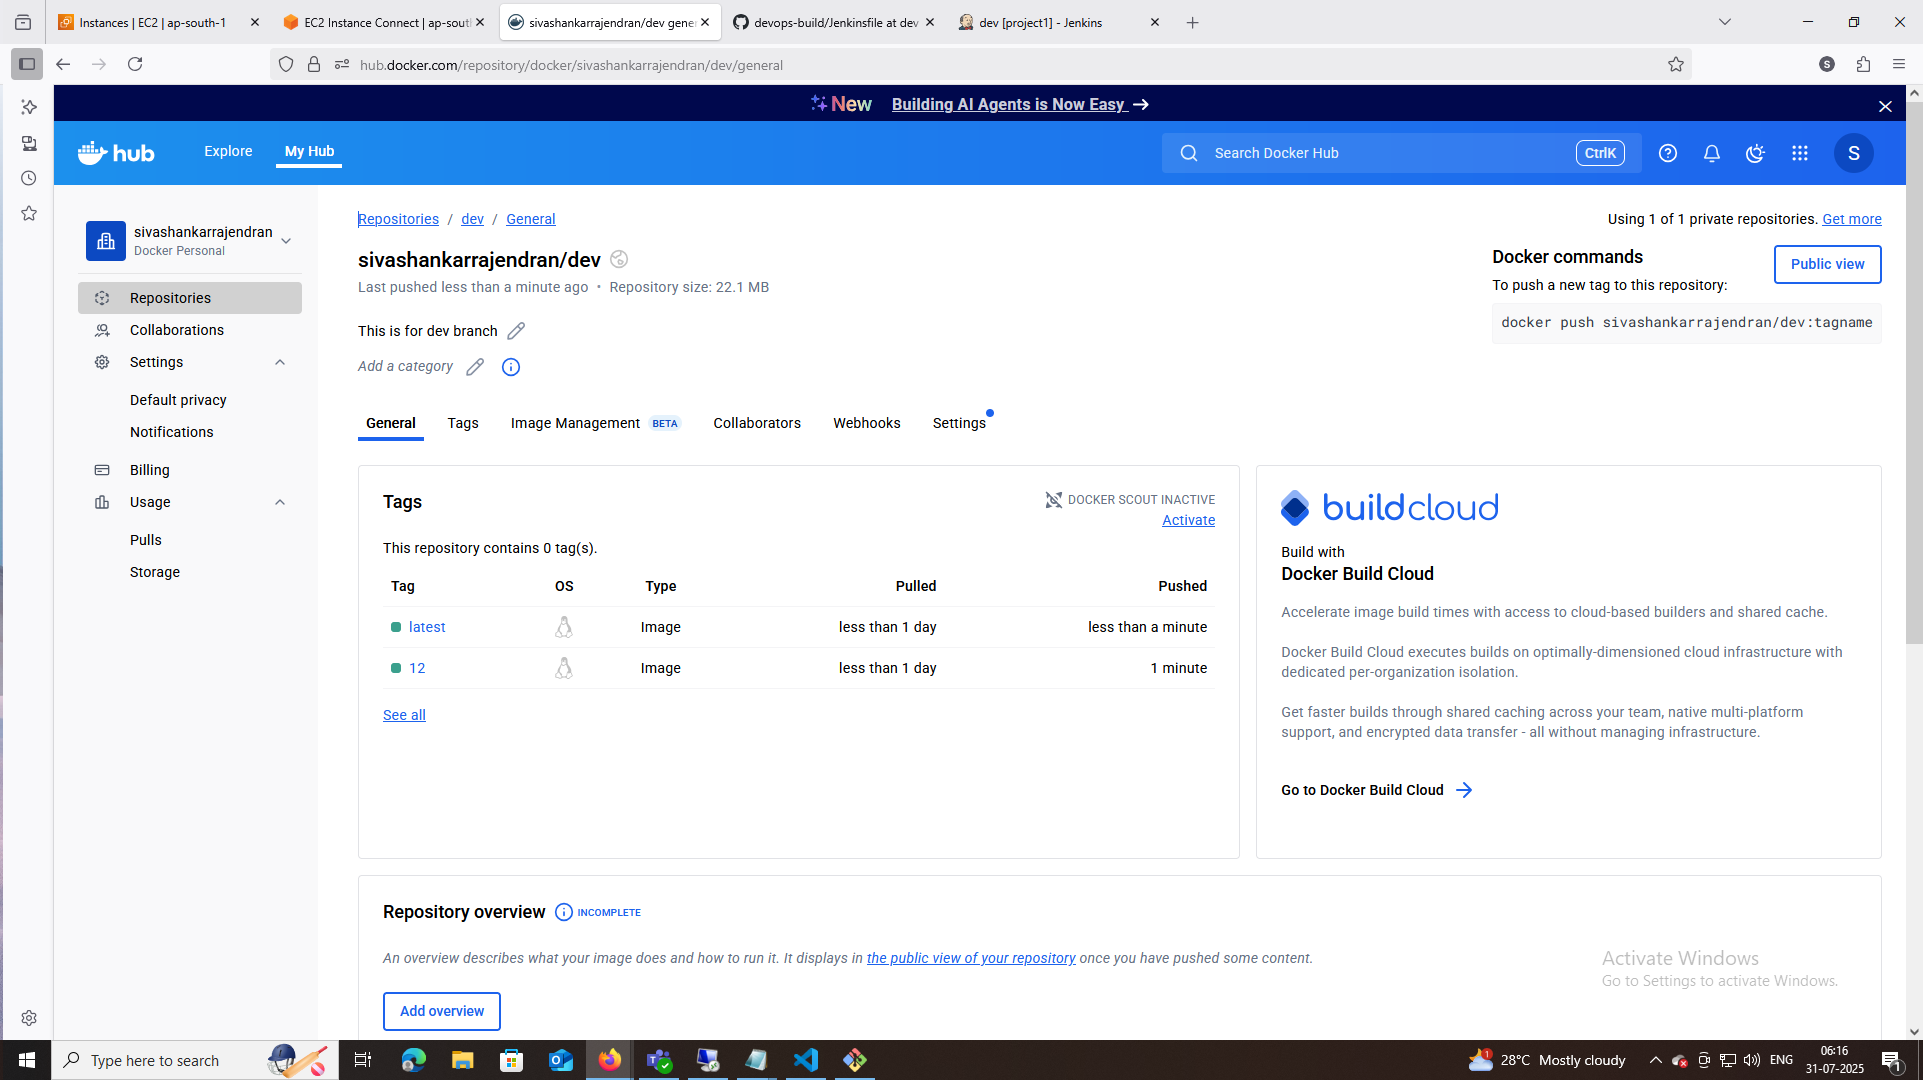 Instances | EC2 | ap-south-1
EC2 Instance Connect | ap-sout
sivashankarrajendran/dev gener
devops-build/Jenkinsfile at dev
dev [project1] - Jenkins
hub.docker.com/repository/docker/sivashankarrajendran/dev/general
S
New Building AI Agents is Now Easy →
hub
Explore
My Hub
Search Docker Hub
CtrlK
S
sivashankarrajendran
Docker Personal
Repositories
Collaborations
Settings
Default privacy
Notifications
Billing
Usage
Pulls
Storage
Repositories / dev / General
Using 1 of 1 private repositories. Get more
sivashankarrajendran/dev
Last pushed less than a minute ago • Repository size: 22.1 MB
This is for dev branch
Add a category
Docker commands
Public view
To push a new tag to this repository:
docker push sivashankarrajendran/dev:tagname
General
Tags
Image Management BETA
Collaborators
Webhooks
Settings
Tags
DOCKER SCOUT INACTIVE
Activate
This repository contains 0 tag(s).
Tag OS Type Pulled Pushed
latest Image less than 1 day less than a minute
12 Image less than 1 day 1 minute
See all
buildcloud
Build with
Docker Build Cloud
Accelerate image build times with access to cloud-based builders and shared cache.
Docker Build Cloud executes builds on optimally-dimensioned cloud infrastructure with
dedicated per-organization isolation.
Get faster builds through shared caching across your team, native multi-platform
support, and encrypted data transfer - all without managing infrastructure.
Go to Docker Build Cloud
Repository overview
INCOMPLETE
An overview describes what your image does and how to run it. It displays in the public view of your repository once you have pushed some content.
Add overview
Activate Windows
Go to Settings to activate Windows.
Type here to search
1
28°C Mostly cloudy
ENG
06:16
31-07-2025
1